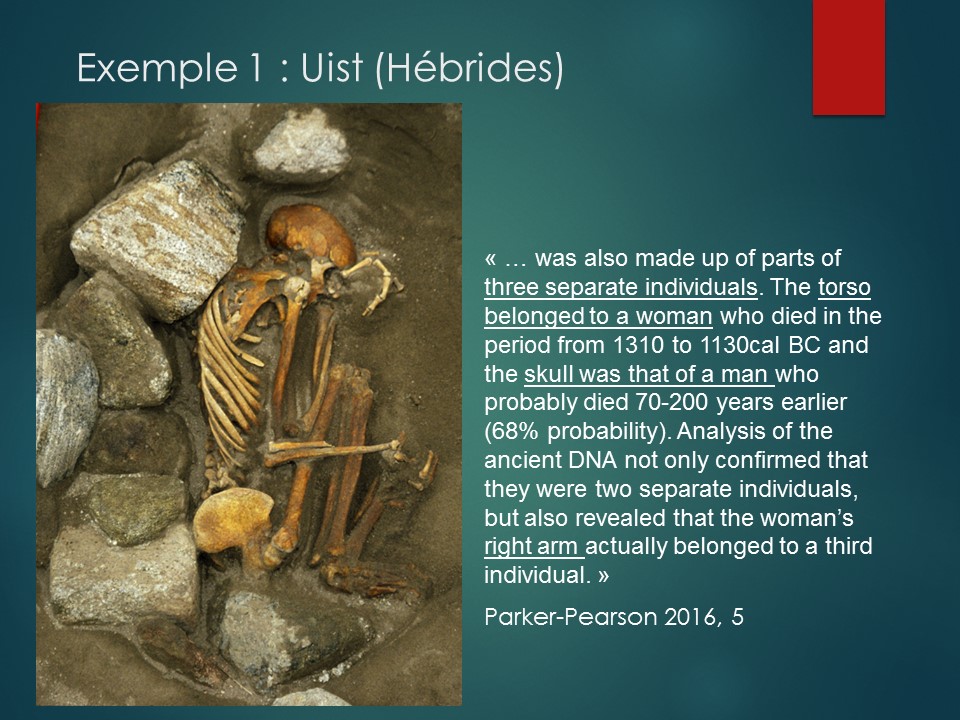 Exemple 1 : Uist (Hébrides)
« … was also made up of parts of
three separate individuals. The torso
belonged to a woman who died in the
period from 1310 to 1130cal BC and
the skull was that of a man who
probably died 70-200 years earlier
(68% probability). Analysis of the
ancient DNA not only confirmed that
they were two separate individuals,
but also revealed that the woman’s
right arm actually belonged to a third
individual. »
Parker-Pearson 2016, 5